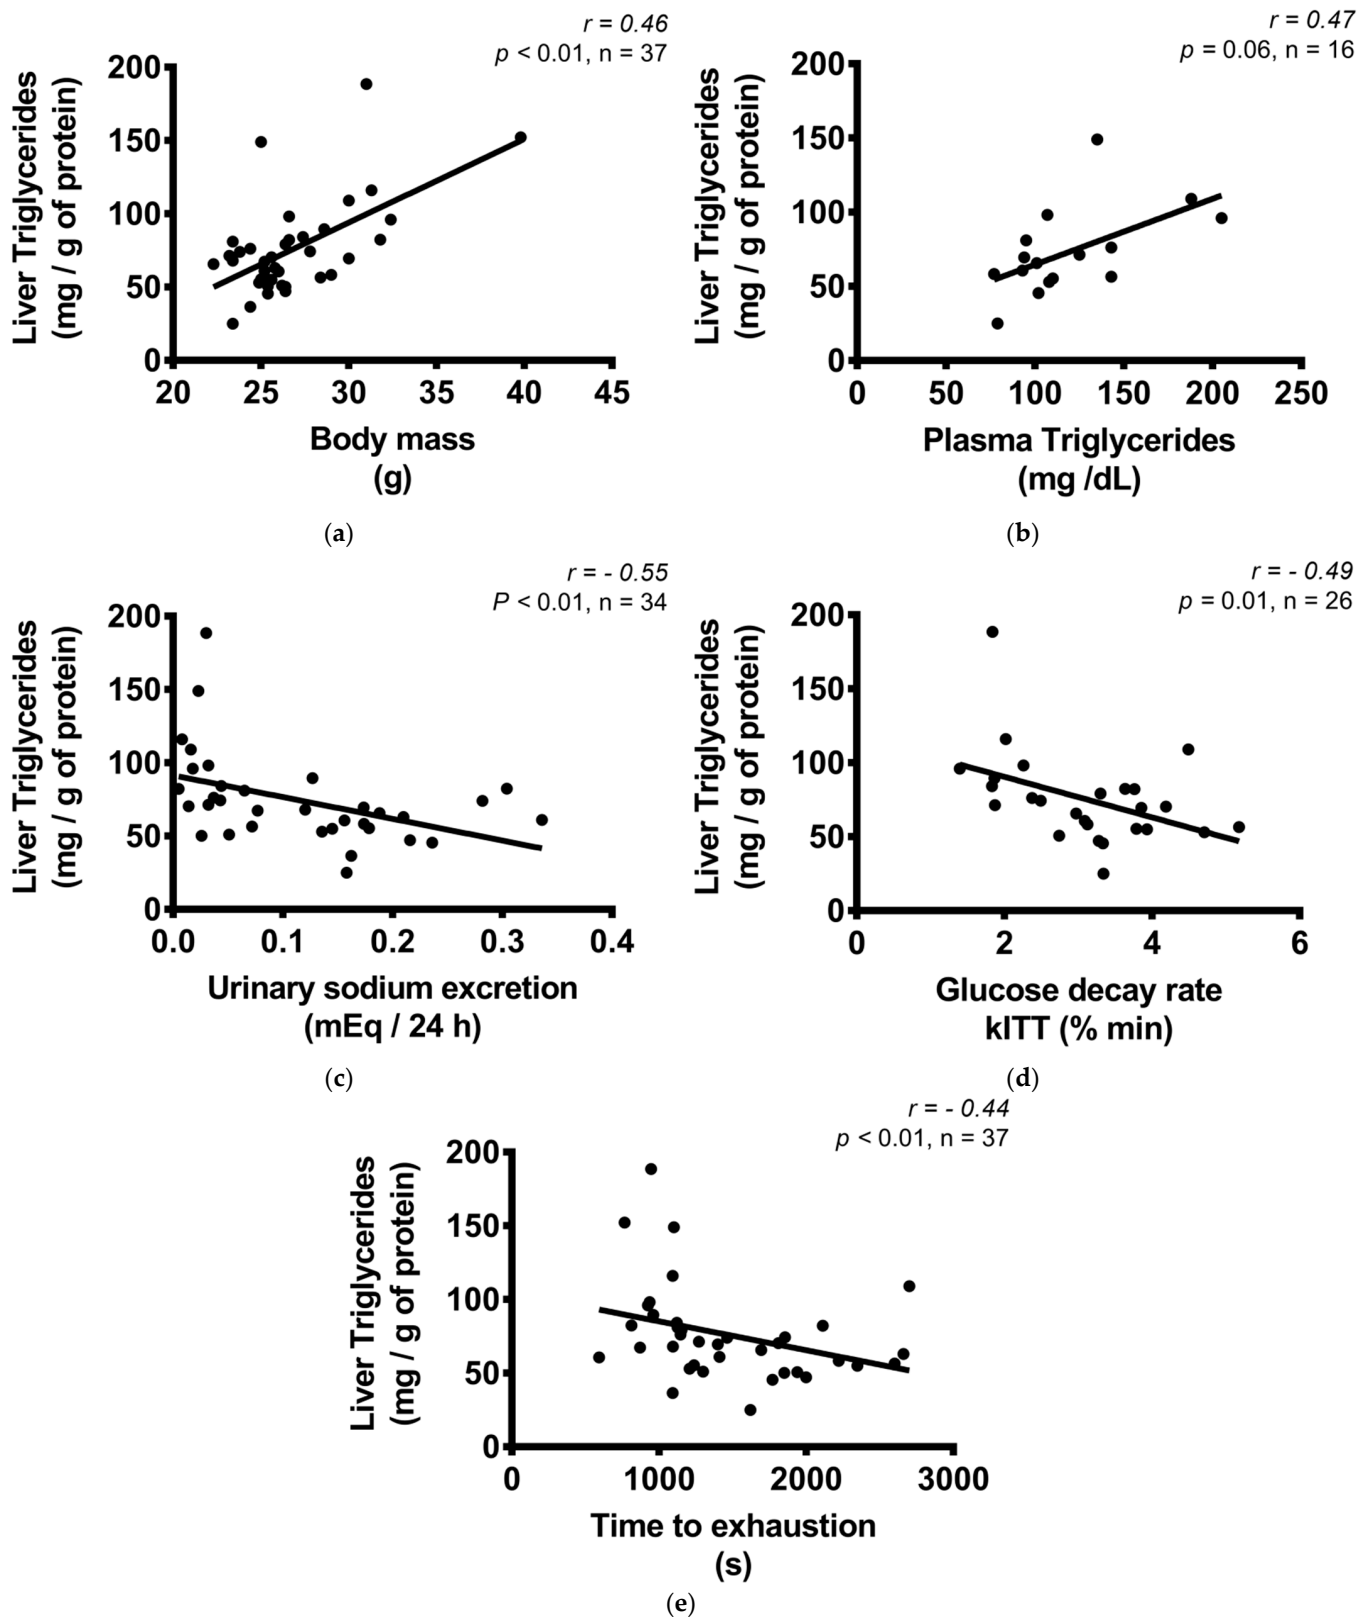 r = 0.46
p < 0.01, n = 37
Liver Triglycerides
(mg / g of protein)
200
150
100
50
0
20 25 30 35 40 45
Body mass
(g)
(a)
r = 0.47
p = 0.06, n = 16
Liver Triglycerides
(mg / g of protein)
200
150
100
50
0
0 50 100 150 200 250
Plasma Triglycerides
(mg /dL)
(b)
r = - 0.55
P < 0.01, n = 34
Liver Triglycerides
(mg / g of protein)
200
150
100
50
0
0.0 0.1 0.2 0.3 0.4
Urinary sodium excretion
(mEq / 24 h)
(c)
r = - 0.49
p = 0.01, n = 26
Liver Triglycerides
(mg / g of protein)
200
150
100
50
0
0 2 4 6
Glucose decay rate
kITT (% min)
(d)
r = - 0.44
p < 0.01, n = 37
Liver Triglycerides
(mg / g of protein)
200
150
100
50
0
0 1000 2000 3000
Time to exhaustion
(s)
(e)